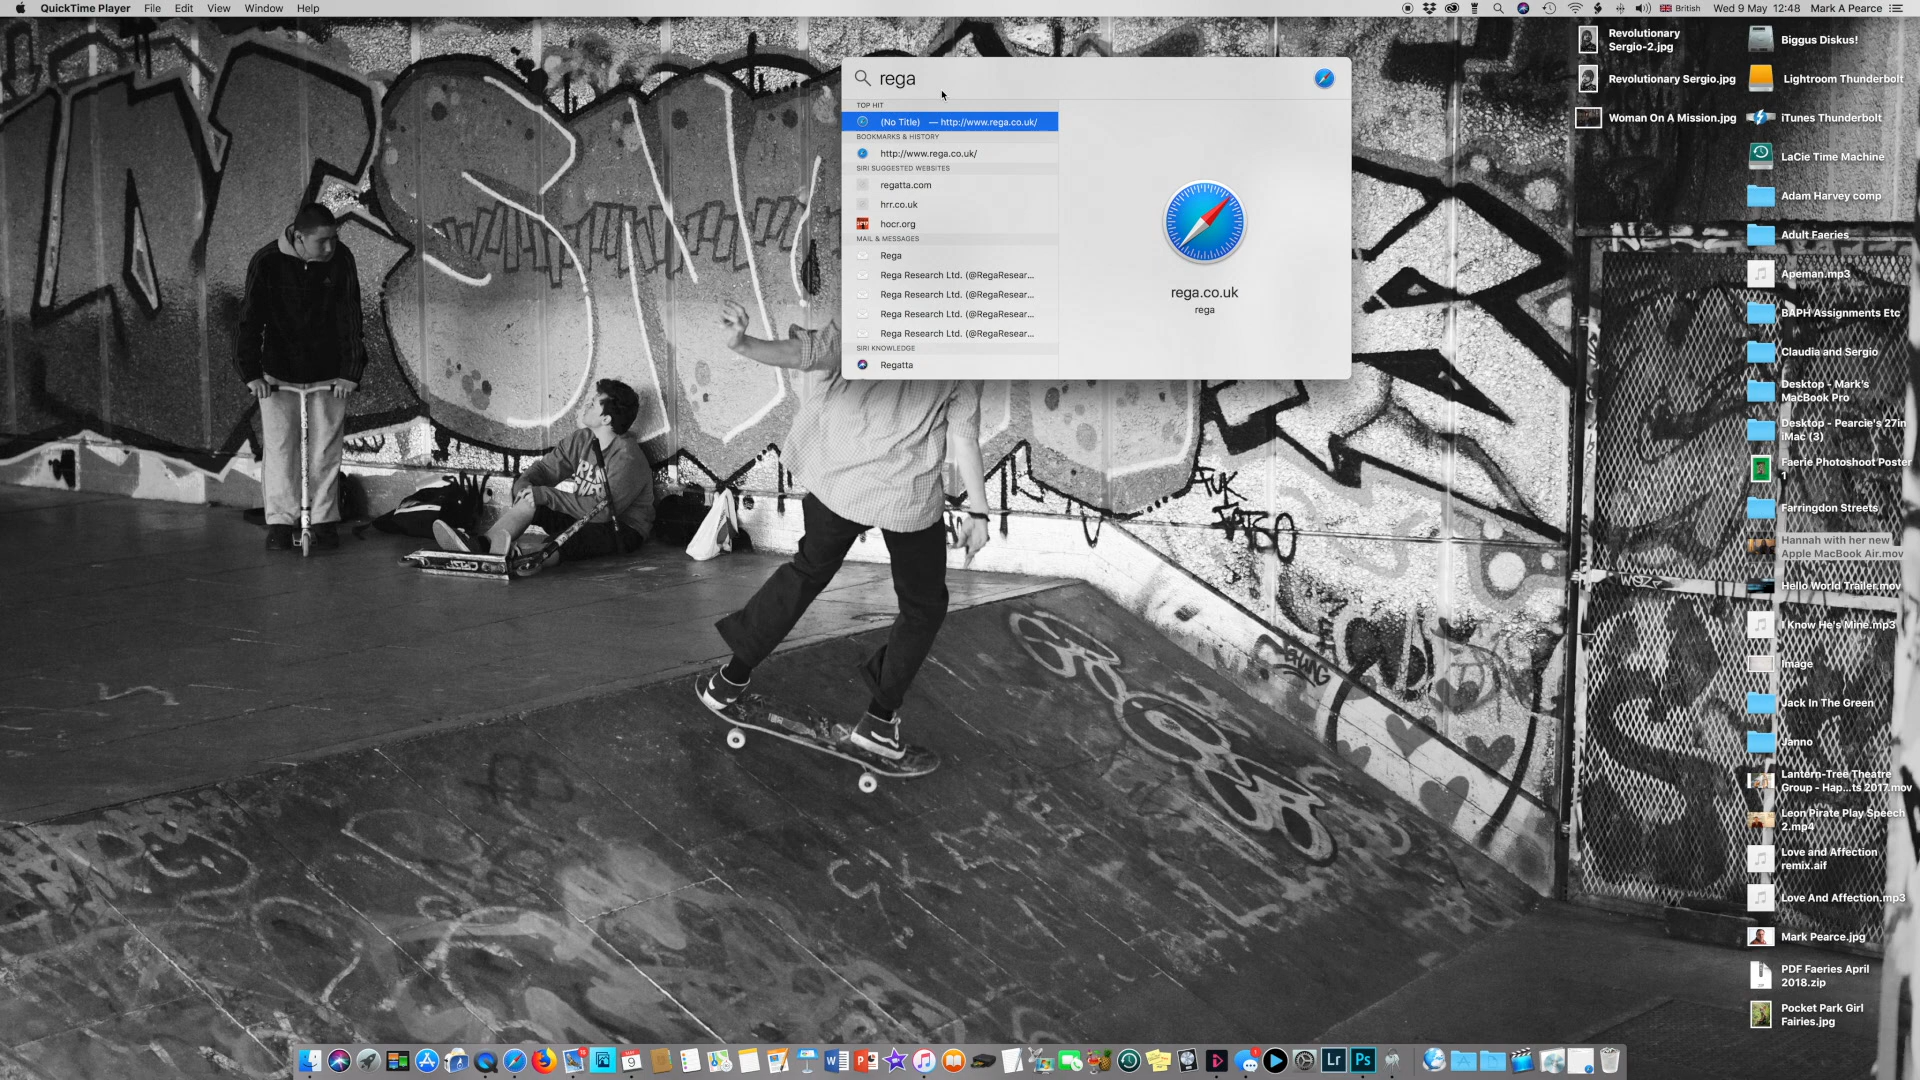 QuickTime Player File Edit View Window Help
British Wed 9 May 12:48 Mark A Pearce
rega
TOP HIT
(No Title) — http://www.rega.co.uk/
BOOKMARKS & HISTORY
http://www.rega.co.uk/
SIRI SUGGESTED WEBSITES
regatta.com
hrr.co.uk
hocr.org
MAIL & MESSAGES
Rega
Rega Research Ltd. (@RegaResear...
Rega Research Ltd. (@RegaResear...
Rega Research Ltd. (@RegaResear...
Rega Research Ltd. (@RegaResear...
SIRI KNOWLEDGE
Regatta
rega.co.uk
rega
Revolutionary
Sergio-2.jpg
Revolutionary Sergio.jpg
Woman On A Mission.jpg
Biggus Diskus!
Lightroom Thunderbolt
iTunes Thunderbolt
LaCie Time Machine
Adam Harvey comp
Adult Faeries
Apeman.mp3
BAPH Assignments Etc
Claudia and Sergio
Desktop - Mark's
MacBook Pro
Desktop - Pearcie's 27in
iMac (3)
Faerie Photoshoot Poster
1
Farringdon Streets
Hannah with her new
Apple MacBook Air.mov
Hello World Trailer.mov
I Know He's Mine.mp3
Image
Jack In The Green
Janno
Lantern-Tree Theatre
Group - Hap...ts 2017.mov
Leon Pirate Play Speech
2.mp4
Love and Affection
remix.aif
Love And Affection.mp3
Mark Pearce.jpg
PDF Faeries April
2018.zip
Pocket Park Girl
Fairies.jpg
9
Lr
Ps